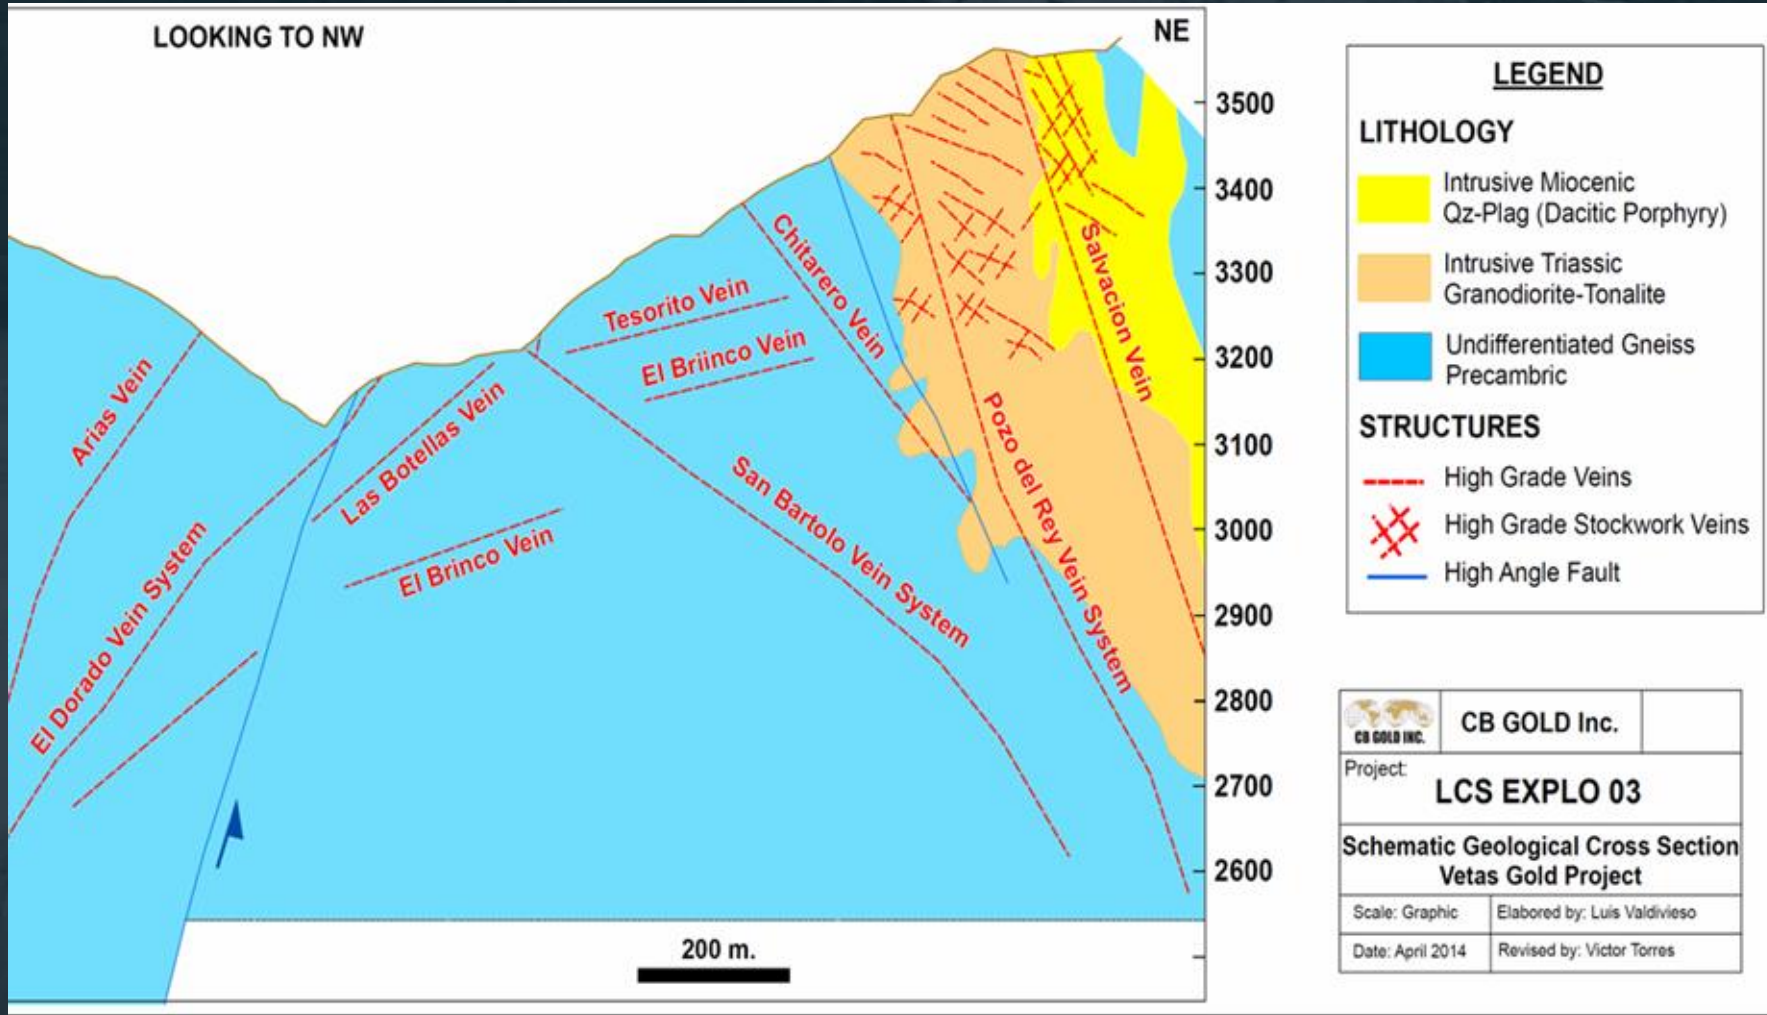 LOOKING TO NW
NE
3500
3400
3300
3200
3100
3000
2900
2800
2700
2600
Arias Vein
El Dorado Vein System
Las Botellas Vein
El Brinco Vein
Tesorito Vein
El Briinco Vein
San Bartolo Vein System
Chitarero Vein
Pozo del Rey Vein System
Salvacion Vein
200 m.
LEGEND
LITHOLOGY
Intrusive Miocenic
Qz-Plag (Dacitic Porphyry)
Intrusive Triassic
Granodiorite-Tonalite
Undifferentiated Gneiss
Precambric
STRUCTURES
High Grade Veins
High Grade Stockwork Veins
High Angle Fault
CB GOLD INC.
CB GOLD Inc.
Project:
LCS EXPLO 03
Schematic Geological Cross Section
Vetas Gold Project
Scale: Graphic
Elabored by: Luis Valdivieso
Date: April 2014
Revised by: Victor Torres